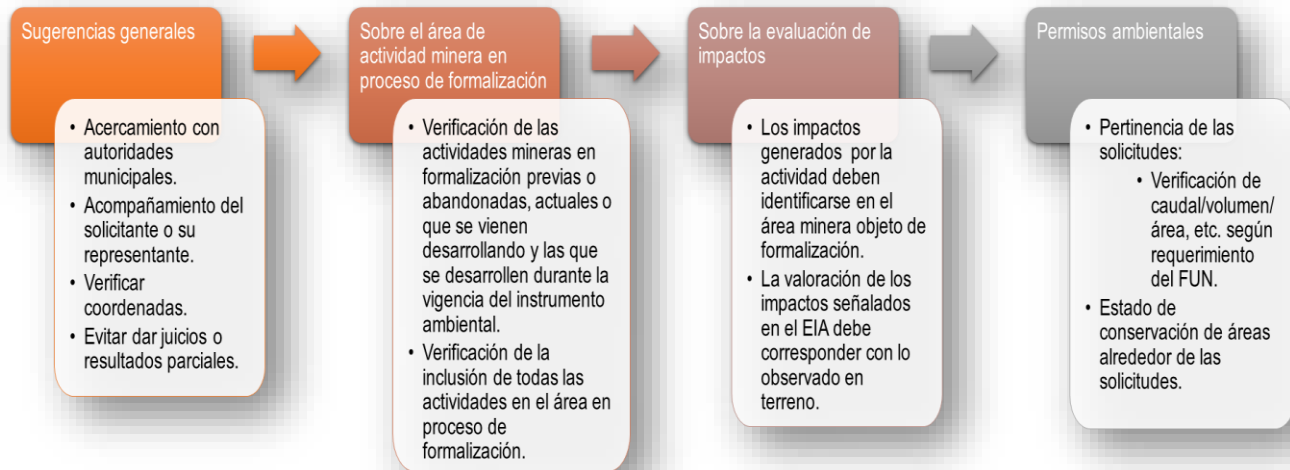 Sugerencias generales
• Acercamiento con
autoridades
municipales.
• Acompañamiento del
solicitante o su
representante.
• Verificar
coordenadas.
• Evitar dar juicios o
resultados parciales.
Sobre el área de
actividad minera en
proceso de formalización
• Verificación de las
actividades mineras en
formalización previas o
abandonadas, actuales o
que se vienen
desarrollando y las que
se desarrollen durante la
vigencia del instrumento
ambiental.
• Verificación de la
inclusión de todas las
actividades en el área en
proceso de
formalización.
Sobre la evaluación de
impactos
• Los impactos
generados por la
actividad deben
identificarse en el
área minera objeto de
formalización.
• La valoración de los
impactos señalados
en el EIA debe
corresponder con lo
observado en
terreno.
Permisos ambientales
• Pertinencia de las
solicitudes:
• Verificación de
caudal/volumen/
área, etc. según
requerimiento
del FUN.
• Estado de
conservación de áreas
alrededor de las
solicitudes.